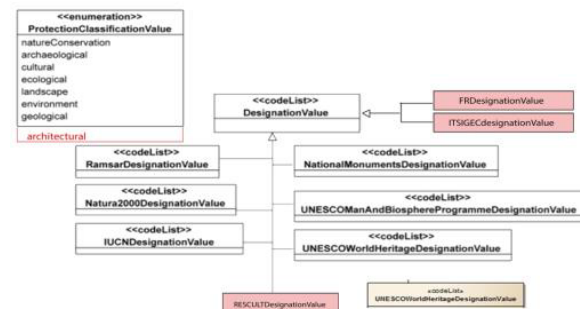 <<enumeration>>
ProtectionClassificationValue
natureConservation
archaeological
cultural
ecological
landscape
environment
geological
architectural
<<codeList>>
DesignationValue
FRDesignationValue
ITSIGECdesignationValue
<<codeList>>
RamsarDesignationValue
<<codeList>>
NationalMonumentsDesignationValue
<<codeList>>
Natura2000DesignationValue
<<codeList>>
UNESCOManAndBiosphereProgrammeDesignationValue
<<codeList>>
IUCNDesignationValue
<<codeList>>
UNESCOWorldHeritageDesignationValue
RESCULTDesignationValue
«codeList»
UNESCOWorldHeritageDesignationValue